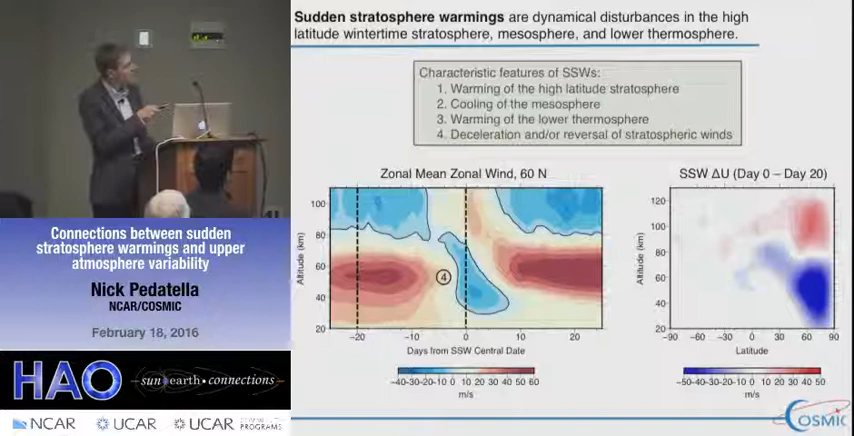 Sudden stratosphere warmings are dynamical disturbances in the high
latitude wintertime stratosphere, mesosphere, and lower thermosphere.
Characteristic features of SSWs:
1. Warming of the high latitude stratosphere
2. Cooling of the mesosphere
3. Warming of the lower thermosphere
4. Deceleration and/or reversal of stratospheric winds
Zonal Mean Zonal Wind, 60 N
Altitude (km)
100
80
60
40
20
4
−20 −10 0 10 20
Days from SSW Central Date
−40−30−20−10 0 10 20 30 40 50 60
m/s
SSW ΔU (Day 0 – Day 20)
Altitude (km)
120
100
80
60
40
20
−90 −60 −30 0 30 60 90
Latitude
−50−40−30−20−10 0 10 20 30 40 50
m/s
COSMIC
Connections between sudden
stratosphere warmings and upper
atmosphere variability
Nick Pedatella
NCAR/COSMIC
February 18, 2016
HAO
sun earth connections
NCAR UCAR UCAR
PROGRAMS